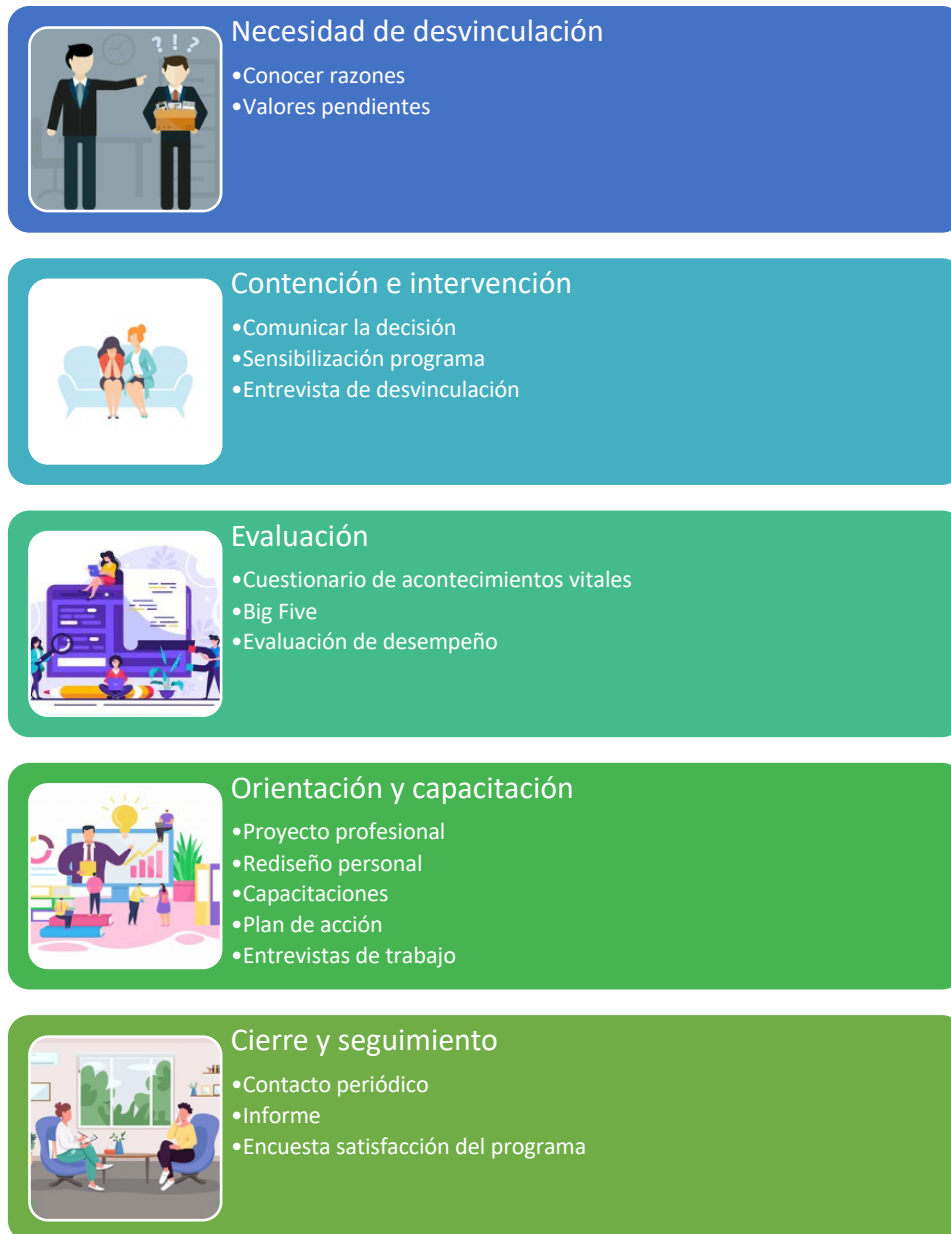 ? ! ?
Necesidad de desvinculación
•Conocer razones
•Valores pendientes
Contención e intervención
•Comunicar la decisión
•Sensibilización programa
•Entrevista de desvinculación
Evaluación
•Cuestionario de acontecimientos vitales
•Big Five
•Evaluación de desempeño
Orientación y capacitación
•Proyecto profesional
•Rediseño personal
•Capacitaciones
•Plan de acción
•Entrevistas de trabajo
Cierre y seguimiento
•Contacto periódico
•Informe
•Encuesta satisfacción del programa